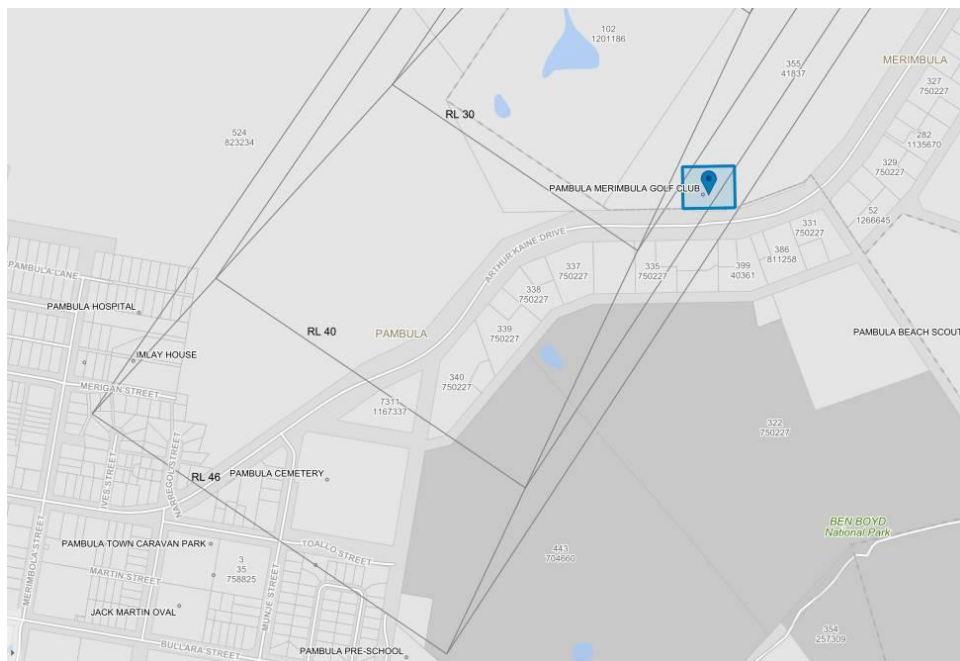 102
1201186
355
41837
MERIMBULA
327
750227
RL 30
524
823234
282
1135670
329
750227
PAMBULA MERIMBULA GOLF CLUB
52
1266645
331
750227
ARTHUR KAINE DRIVE
386
811258
399
40361
335
750227
337
750227
PAMBULA LANE
338
750227
PAMBULA HOSPITAL
RL 40
PAMBULA
339
750227
PAMBULA BEACH SCOUT
IMLAY HOUSE
340
750227
MERIGAN STREET
7311
1167337
322
750227
NARREGOL STREET
IVES STREET
RL 46
PAMBULA CEMETERY
BEN BOYD
National Park
MERIMBOLA STREET
PAMBULA TOWN CARAVAN PARK
TOALLO STREET
443
704660
3
35
758825
MARTIN STREET
MUNJE STREET
JACK MARTIN OVAL
354
257309
BULLARA STREET
PAMBULA PRE-SCHOOL